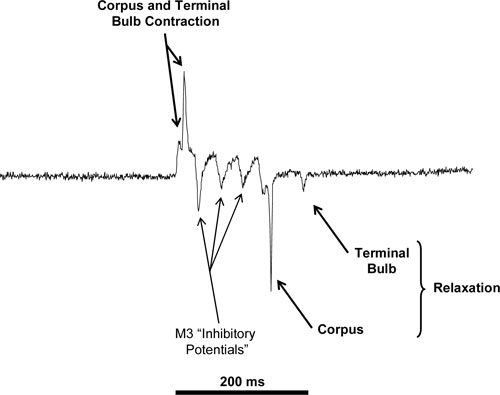 Corpus and Terminal
Bulb Contraction
Terminal
Bulb
Relaxation
Corpus
M3 “Inhibitory
Potentials”
200 ms